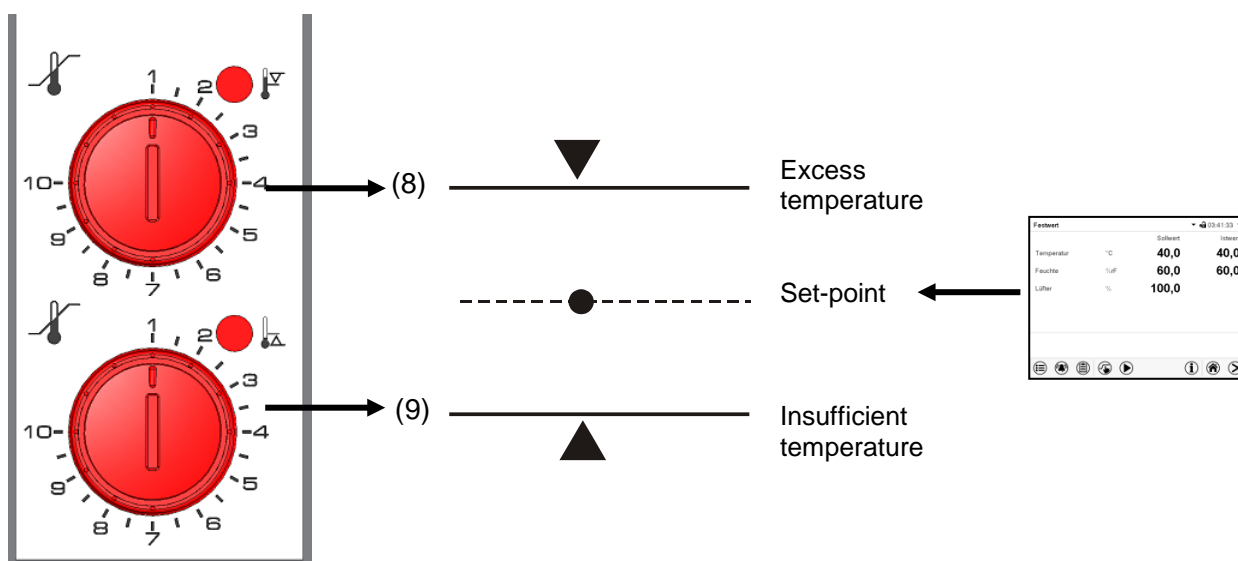 1
2
3
4
5
6
7
8
9
10
(8)
Excess
temperature
Set-point
Festwert
03:41:33
Sollwert
Istwer
Temperatur °C 40,0 40,0
Feuchte %rF 60,0 60,0
Lüfter % 100,0
1
2
3
4
5
6
7
8
9
10
(9)
Insufficient
temperature